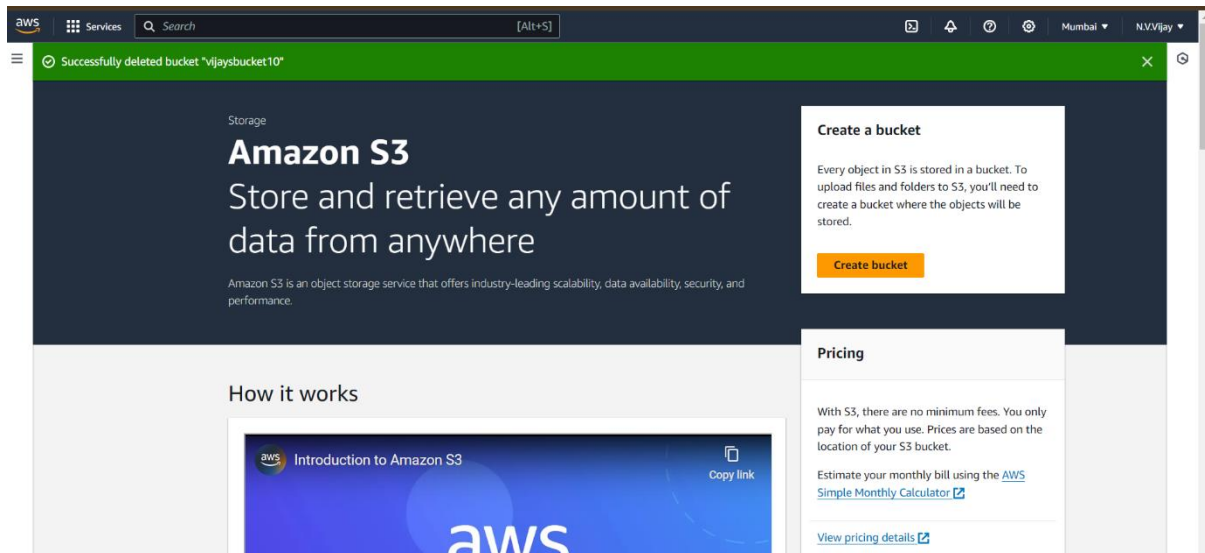 aws
Services
Search
[Alt+S]
Mumbai ▼
N.V.Vijay ▼
Successfully deleted bucket "vijaysbucket10"
Storage
Amazon S3
Store and retrieve any amount of
data from anywhere
Amazon S3 is an object storage service that offers industry-leading scalability, data availability, security, and
performance.
Create a bucket
Every object in S3 is stored in a bucket. To
upload files and folders to S3, you'll need to
create a bucket where the objects will be
stored.
Create bucket
Pricing
With S3, there are no minimum fees. You only
pay for what you use. Prices are based on the
location of your S3 bucket.
Estimate your monthly bill using the AWS
Simple Monthly Calculator
View pricing details
How it works
aws
Introduction to Amazon S3
Copy link
aws